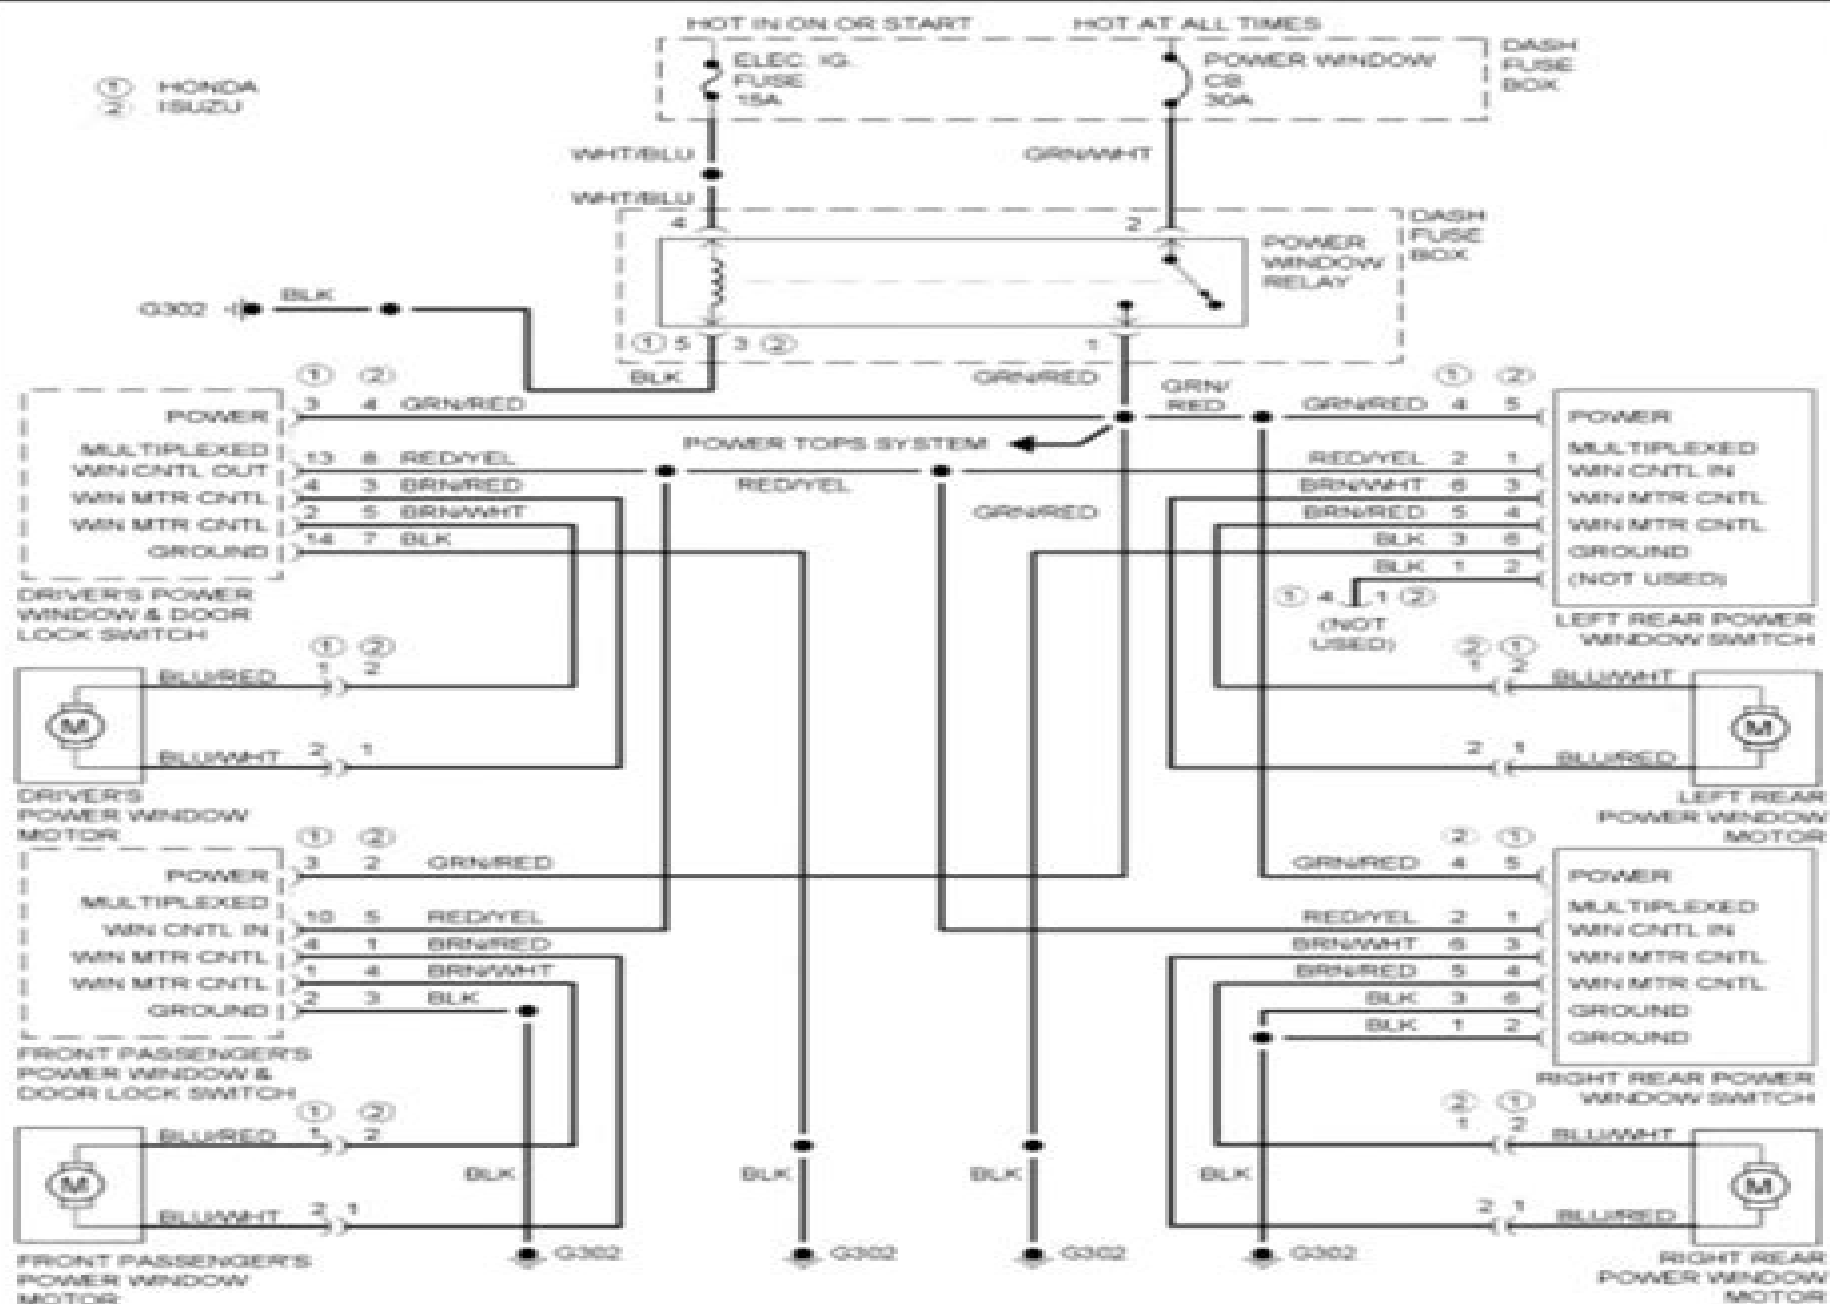 HOT IN ON OR START
HOT AT ALL TIMES
1 HONDA
2 ISUZU
ELEC. IG.
FUSE
15A
POWER WINDOW
CB
30A
DASH
FUSE
BOX
WHT/BLU
GRN/WHT
WHT/BLU
4
2
DASH
FUSE
BOX
POWER
WINDOW
RELAY
G302
BLK
1 5
3 2
1
BLK
GRN/RED
GRN/
RED
1 2
3 4 GRN/RED
POWER
MULTIPLEXED
WIN CNTL OUT
13 8 RED/YEL
WIN MTR CNTL
4 3 BRN/RED
WIN MTR CNTL
2 5 BRN/WHT
GROUND
14 7 BLK
DRIVER'S POWER
WINDOW & DOOR
LOCK SWITCH
POWER TOPS SYSTEM
RED/YEL
GRN/RED
1 2
GRN/RED 4 5
POWER
MULTIPLEXED
RED/YEL 2 1
WIN CNTL IN
BRN/WHT 6 3
WIN MTR CNTL
BRN/RED 5 4
WIN MTR CNTL
BLK 3 6
GROUND
BLK 1 2
(NOT USED)
1 4
1 2
(NOT
USED)
LEFT REAR POWER
WINDOW SWITCH
1 2
BLU/RED 1 2
M
BLU/WHT 2 1
DRIVER'S
POWER WINDOW
MOTOR
2 1
1 2 BLU/WHT
M
2 1 BLU/RED
LEFT REAR
POWER WINDOW
MOTOR
1 2
POWER
3 2 GRN/RED
MULTIPLEXED
WIN CNTL IN
10 5 RED/YEL
WIN MTR CNTL
4 1 BRN/RED
WIN MTR CNTL
1 4 BRN/WHT
GROUND
2 3 BLK
FRONT PASSENGER'S
POWER WINDOW &
DOOR LOCK SWITCH
2 1
GRN/RED 4 5
POWER
MULTIPLEXED
RED/YEL 2 1
WIN CNTL IN
BRN/WHT 6 3
WIN MTR CNTL
BRN/RED 5 4
WIN MTR CNTL
BLK 3 6
GROUND
BLK 1 2
GROUND
RIGHT REAR POWER
WINDOW SWITCH
1 2
BLU/RED 1 2
M
BLU/WHT 2 1
FRONT PASSENGER'S
POWER WINDOW
MOTOR
BLK
BLK
BLK
BLK
G302
G302
G302
G302
2 1
1 2 BLU/WHT
M
2 1 BLU/RED
RIGHT REAR
POWER WINDOW
MOTOR